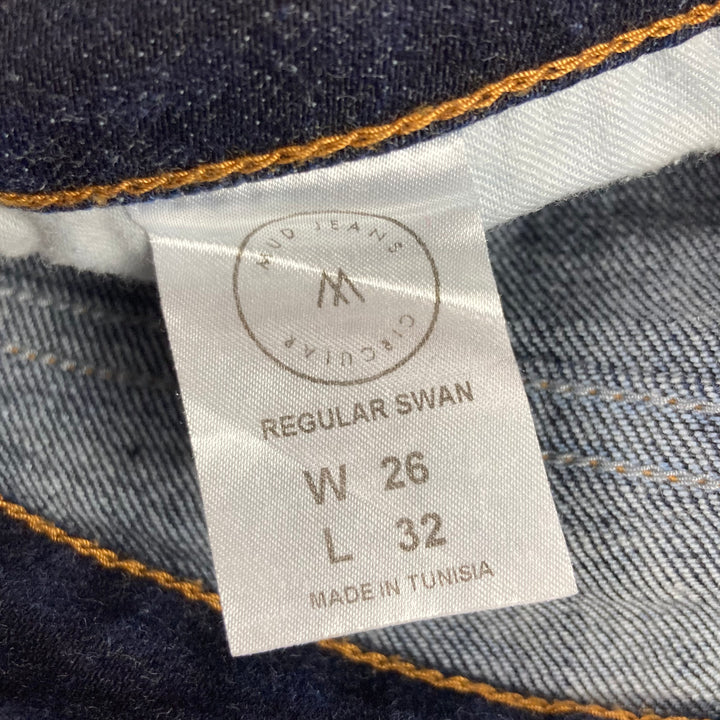 MUD JEANS
CIRCULAR
REGULAR SWAN
W 26
L 32
MADE IN TUNISIA